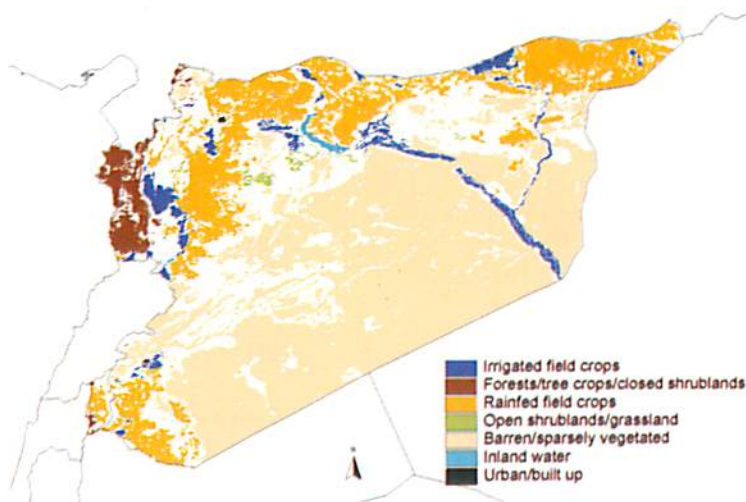 Irrigated field crops
Forests/tree crops/closed shrublands
Rainfed field crops
Open shrublands/grassland
Barren/sparsely vegetated
Inland water
Urban/built up